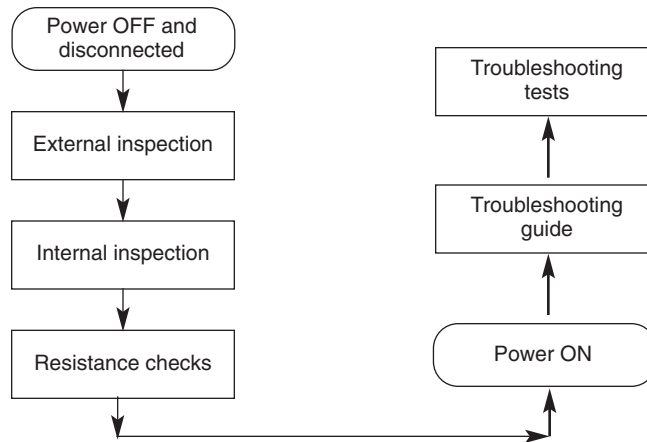 Power OFF and
disconnected
External inspection
Internal inspection
Resistance checks
Power ON
Troubleshooting
guide
Troubleshooting
tests